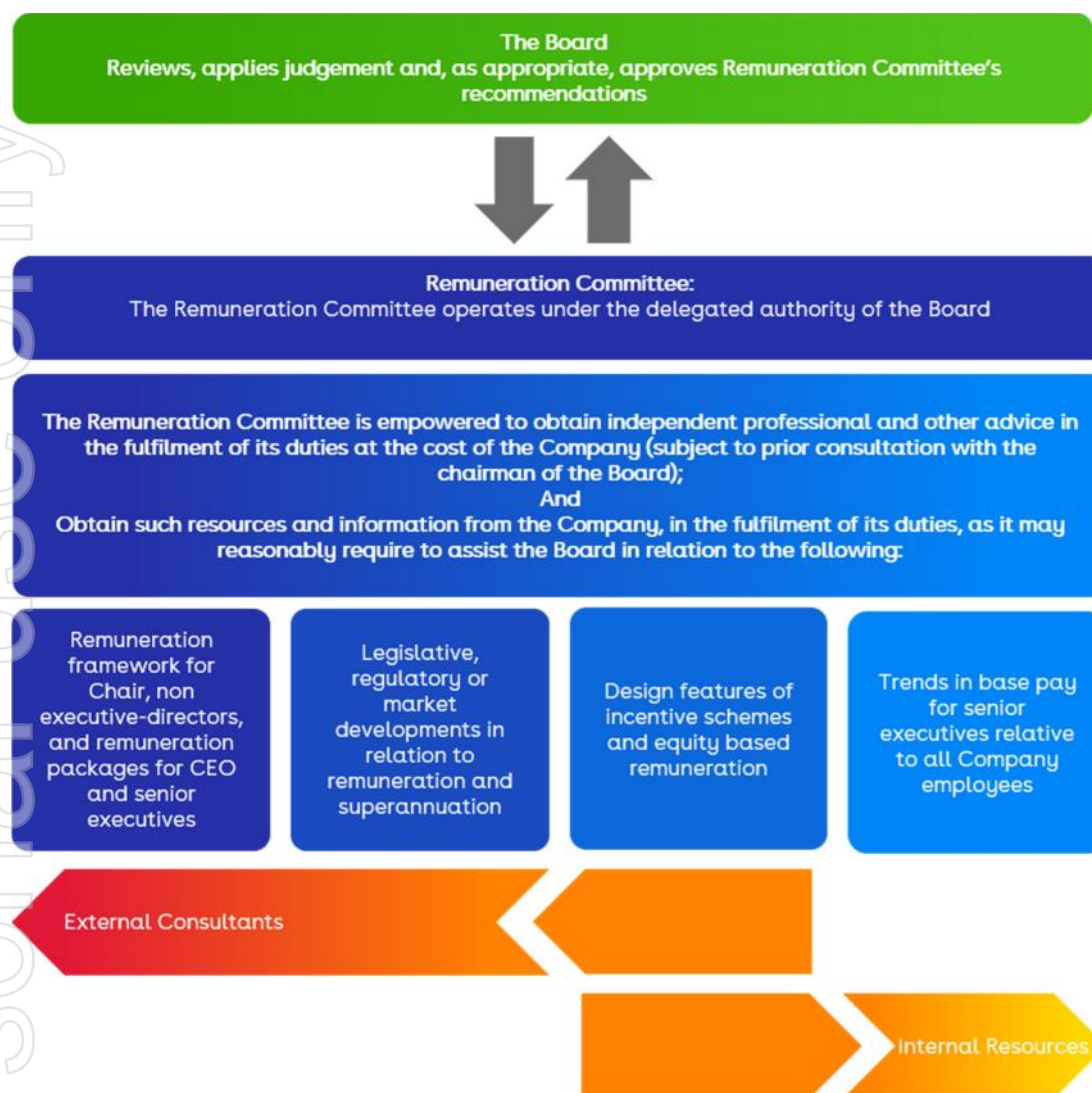 The Board
Reviews, applies judgement and, as appropriate, approves Remuneration Committee's
recommendations
Remuneration Committee:
The Remuneration Committee operates under the delegated authority of the Board
The Remuneration Committee is empowered to obtain independent professional and other advice in
the fulfilment of its duties at the cost of the Company (subject to prior consultation with the
chairman of the Board);
And
Obtain such resources and information from the Company, in the fulfilment of its duties, as it may
reasonably require to assist the Board in relation to the following:
Remuneration
framework for
Chair, non
executive-directors,
and remuneration
packages for CEO
and senior
executives
Legislative,
regulatory or
market
developments in
relation to
remuneration and
superannuation
Design features of
incentive schemes
and equity based
remuneration
Trends in base pay
for senior
executives relative
to all Company
employees
External Consultants
Internal Resources